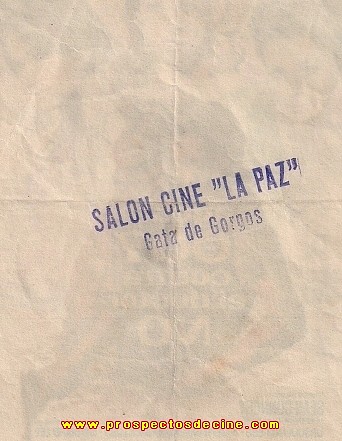 SALON CINE "LA PAZ"
Gata de Gorgos
www.prospectosdecine.com